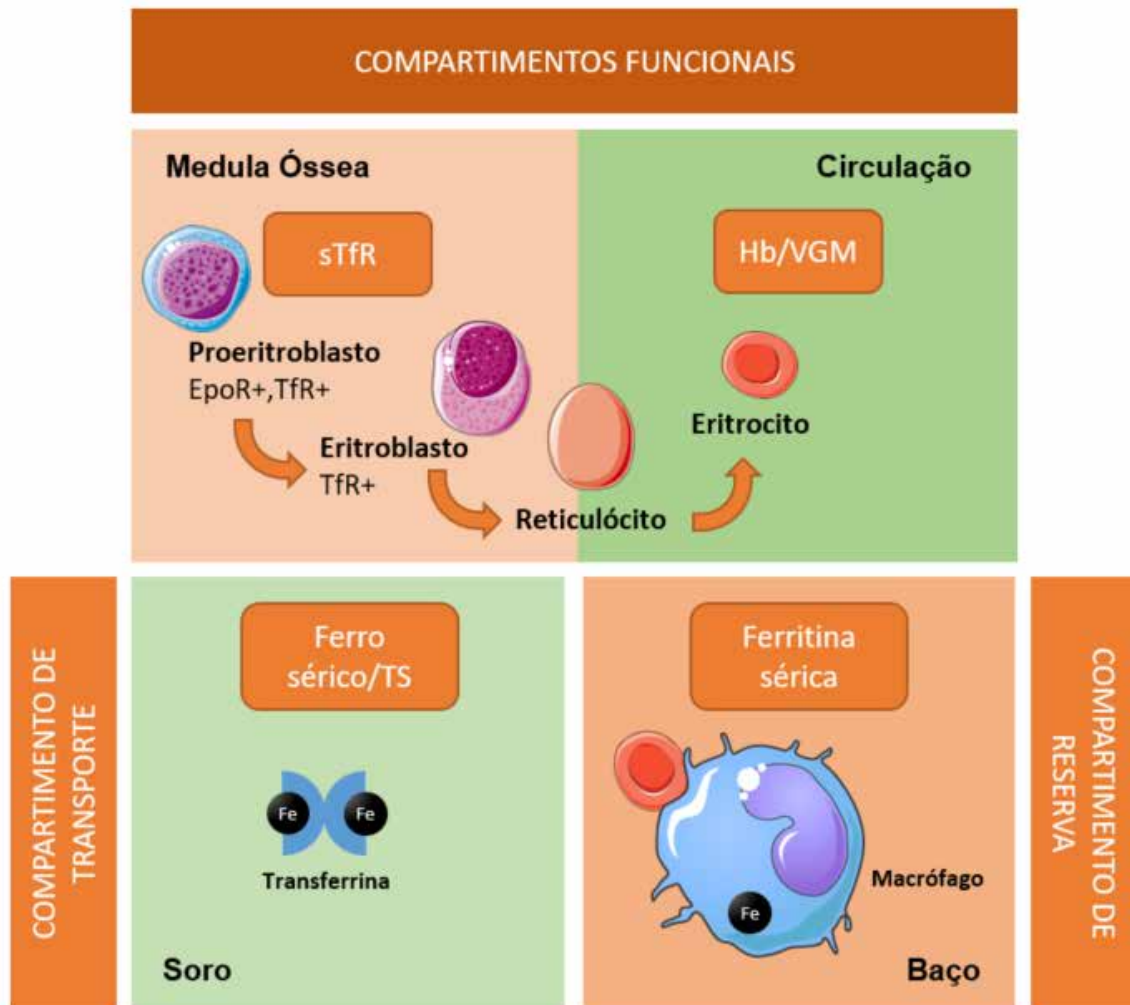 COMPARTIMENTOS FUNCIONAIS
Medula Óssea
Circulação
sTfR
Hb/VGM
Proeritroblasto
EpoR+,TfR+
Eritroblasto
TfR+
Eritrocito
Reticulócito
COMPARTIMENTO DE
TRANSPORTE
Ferro
sérico/TS
Fe
Fe
Transferrina
Soro
Ferritina
sérica
Macrófago
Fe
Baço
COMPARTIMENTO DE
RESERVA